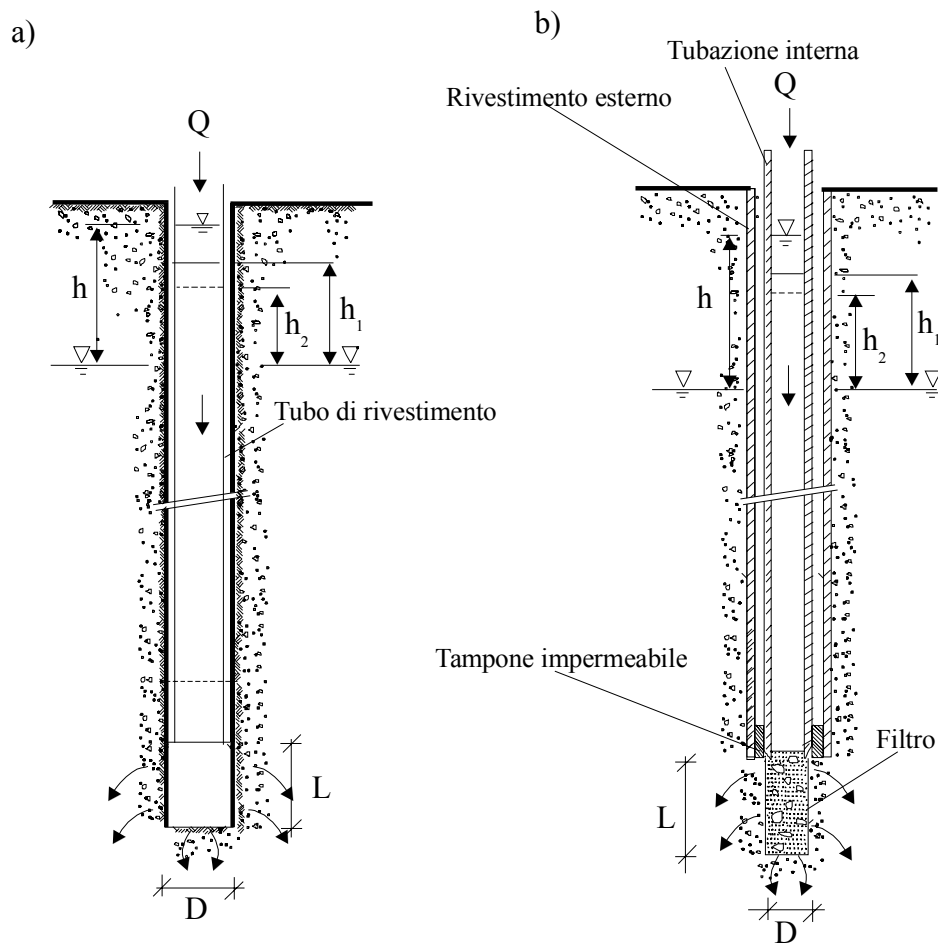 a)
Q
h
h₁
h₂
Tubo di rivestimento
L
D
b)
Tubazione interna
Q
Rivestimento esterno
h
h₁
h₂
Tampone impermeabile
Filtro
L
D